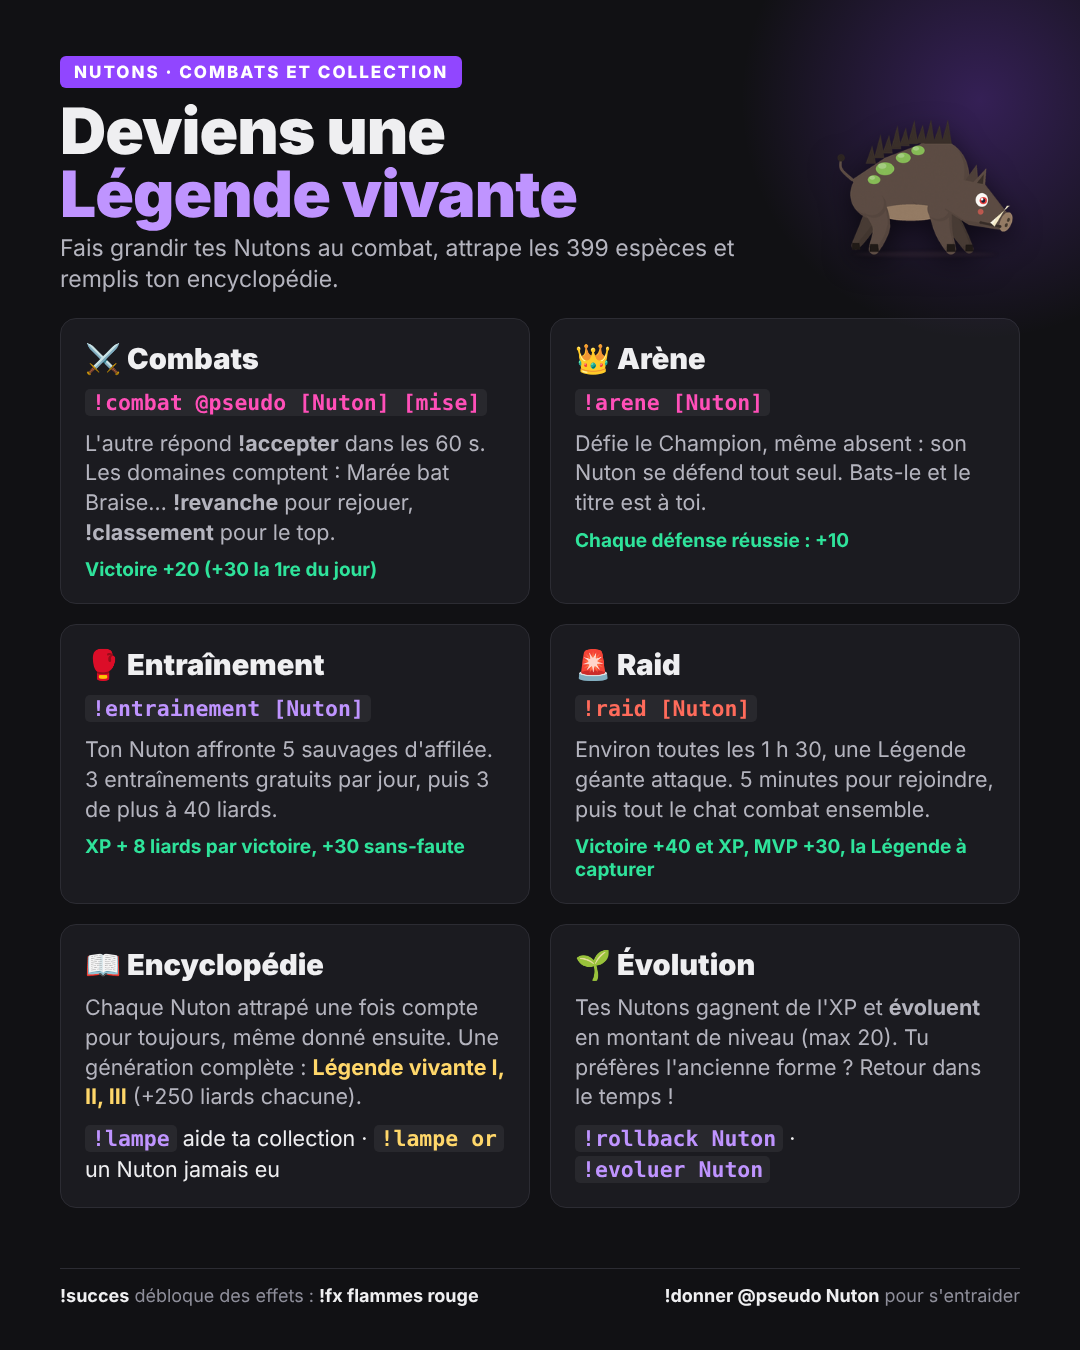 NUTONS · COMBATS ET COLLECTION
Deviens une
Légende vivante
Fais grandir tes Nutons au combat, attrape les 399 espèces et
remplis ton encyclopédie.
⚔️ Combats
!combat @pseudo [Nuton] [mise]
L'autre répond !accepter dans les 60 s.
Les domaines comptent : Marée bat
Braise... !revanche pour rejouer,
!classement pour le top.
Victoire +20 (+30 la 1re du jour)
👑 Arène
!arene [Nuton]
Défie le Champion, même absent : son
Nuton se défend tout seul. Bats-le et le
titre est à toi.
Chaque défense réussie : +10
🥊 Entraînement
!entrainement [Nuton]
Ton Nuton affronte 5 sauvages d'affilée.
3 entraînements gratuits par jour, puis 3
de plus à 40 liards.
XP + 8 liards par victoire, +30 sans-faute
🚨 Raid
!raid [Nuton]
Environ toutes les 1 h 30, une Légende
géante attaque. 5 minutes pour rejoindre,
puis tout le chat combat ensemble.
Victoire +40 et XP, MVP +30, la Légende à
capturer
📖 Encyclopédie
Chaque Nuton attrapé une fois compte
pour toujours, même donné ensuite. Une
génération complète : Légende vivante I,
II, III (+250 liards chacune).
!lampe aide ta collection · !lampe or
un Nuton jamais eu
🌱 Évolution
Tes Nutons gagnent de l'XP et évoluent
en montant de niveau (max 20). Tu
préfères l'ancienne forme ? Retour dans
le temps !
!rollback Nuton ·
!evoluer Nuton
!succes débloque des effets : !fx flammes rouge
!donner @pseudo Nuton pour s'entraider